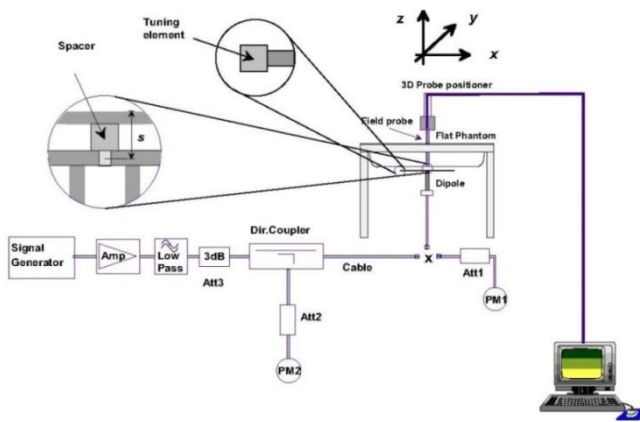 Tuning
element
Spacer
s
z
y
x
3D Probe positioner
Field probe
Flat Phantom
Dipole
Signal
Generator
Amp
Low
Pass
3dB
Att3
Dir.Coupler
Cable
x
Att1
PM1
Att2
PM2